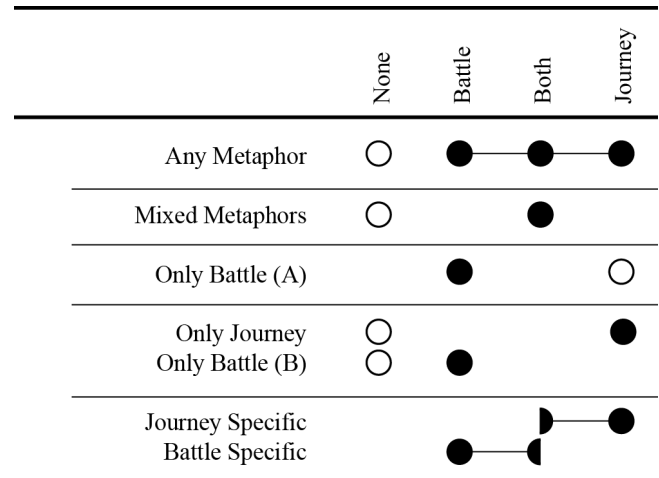 None
Battle
Both
Journey
Any Metaphor
Mixed Metaphors
Only Battle (A)
Only Journey
Only Battle (B)
Journey Specific
Battle Specific